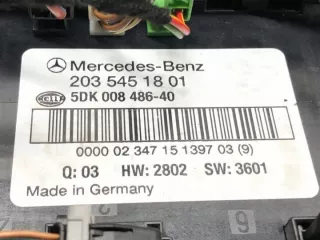 Mercedes-Benz
203 545 18 01
HELLA 5DK 008 486-40
0000 02 347 15 1397 03 (9)
Q: 03 HW: 2802 SW: 3601
Made in Germany
9